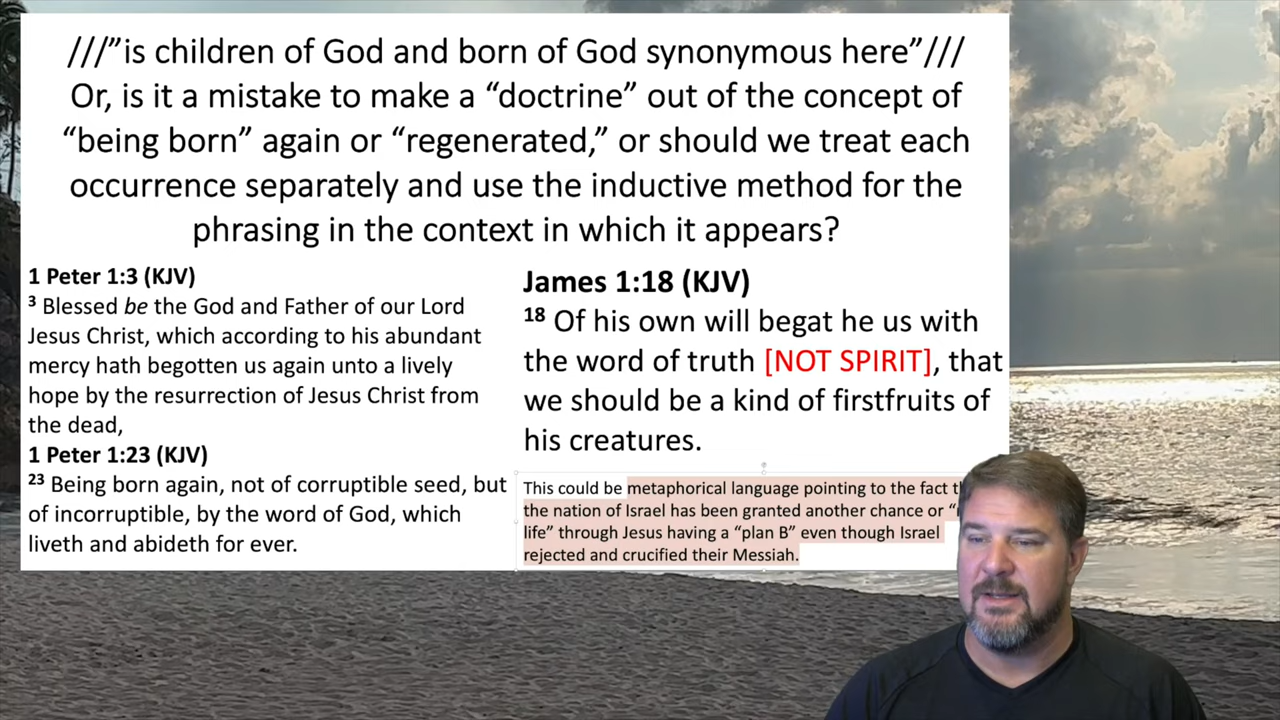 ///”is children of God and born of God synonymous here”///
Or, is it a mistake to make a “doctrine” out of the concept of
“being born” again or “regenerated,” or should we treat each
occurrence separately and use the inductive method for the
phrasing in the context in which it appears?
1 Peter 1:3 (KJV)
3 Blessed be the God and Father of our Lord
Jesus Christ, which according to his abundant
mercy hath begotten us again unto a lively
hope by the resurrection of Jesus Christ from
the dead,
1 Peter 1:23 (KJV)
23 Being born again, not of corruptible seed, but
of incorruptible, by the word of God, which
liveth and abideth for ever.
James 1:18 (KJV)
18 Of his own will begat he us with
the word of truth [NOT SPIRIT], that
we should be a kind of firstfruits of
his creatures.
This could be metaphorical language pointing to the fact
the nation of Israel has been granted another chance or
life” through Jesus having a “plan B” even though Israel
rejected and crucified their Messiah.